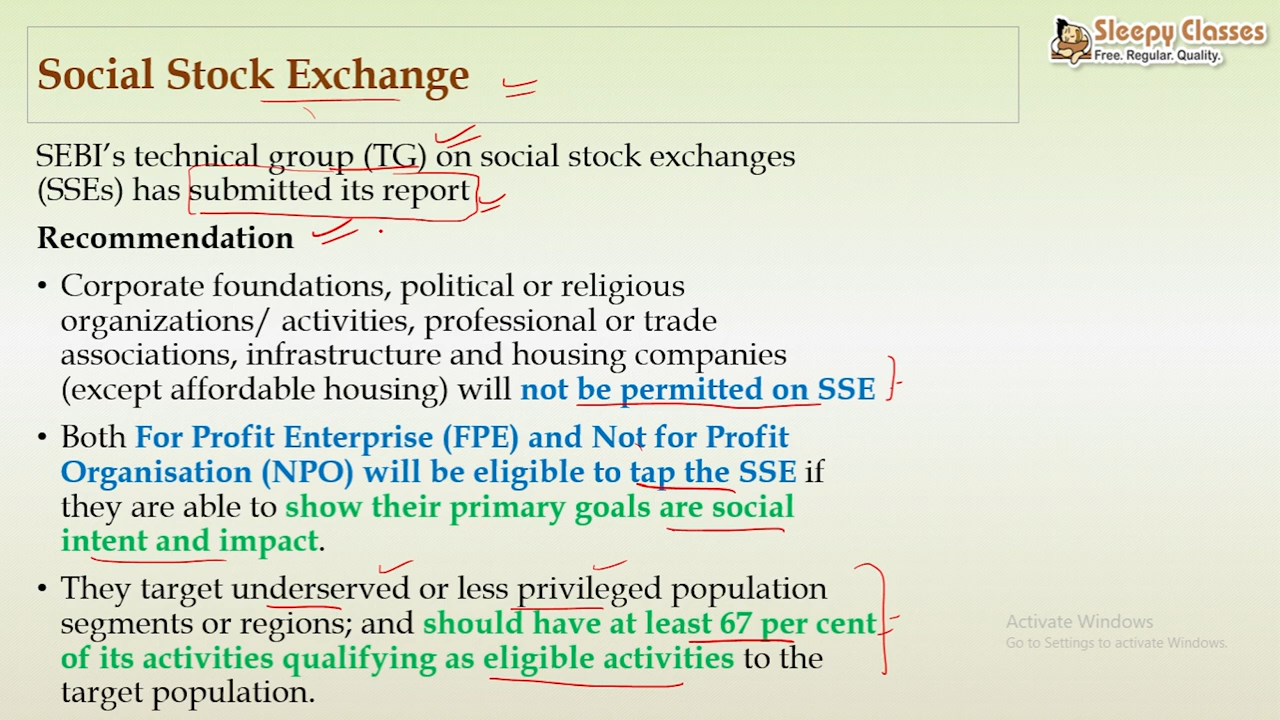 Sleepy Classes
Free. Regular. Quality.
Social Stock Exchange
SEBI’s technical group (TG) on social stock exchanges
(SSEs) has submitted its report
Recommendation
• Corporate foundations, political or religious
organizations/ activities, professional or trade
associations, infrastructure and housing companies
(except affordable housing) will not be permitted on SSE
• Both For Profit Enterprise (FPE) and Not for Profit
Organisation (NPO) will be eligible to tap the SSE if
they are able to show their primary goals are social
intent and impact.
• They target underserved or less privileged population
segments or regions; and should have at least 67 per cent
of its activities qualifying as eligible activities to the
target population.
Activate Windows
Go to Settings to activate Windows.